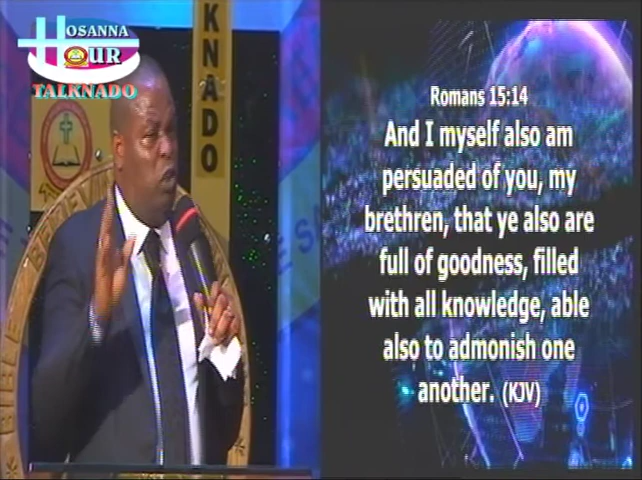 HOSANNA
HOUR
TALKNADO
KNADO
Romans 15:14
And I myself also am
persuaded of you, my
brethren, that ye also are
full of goodness, filled
with all knowledge, able
also to admonish one
another. (KJV)